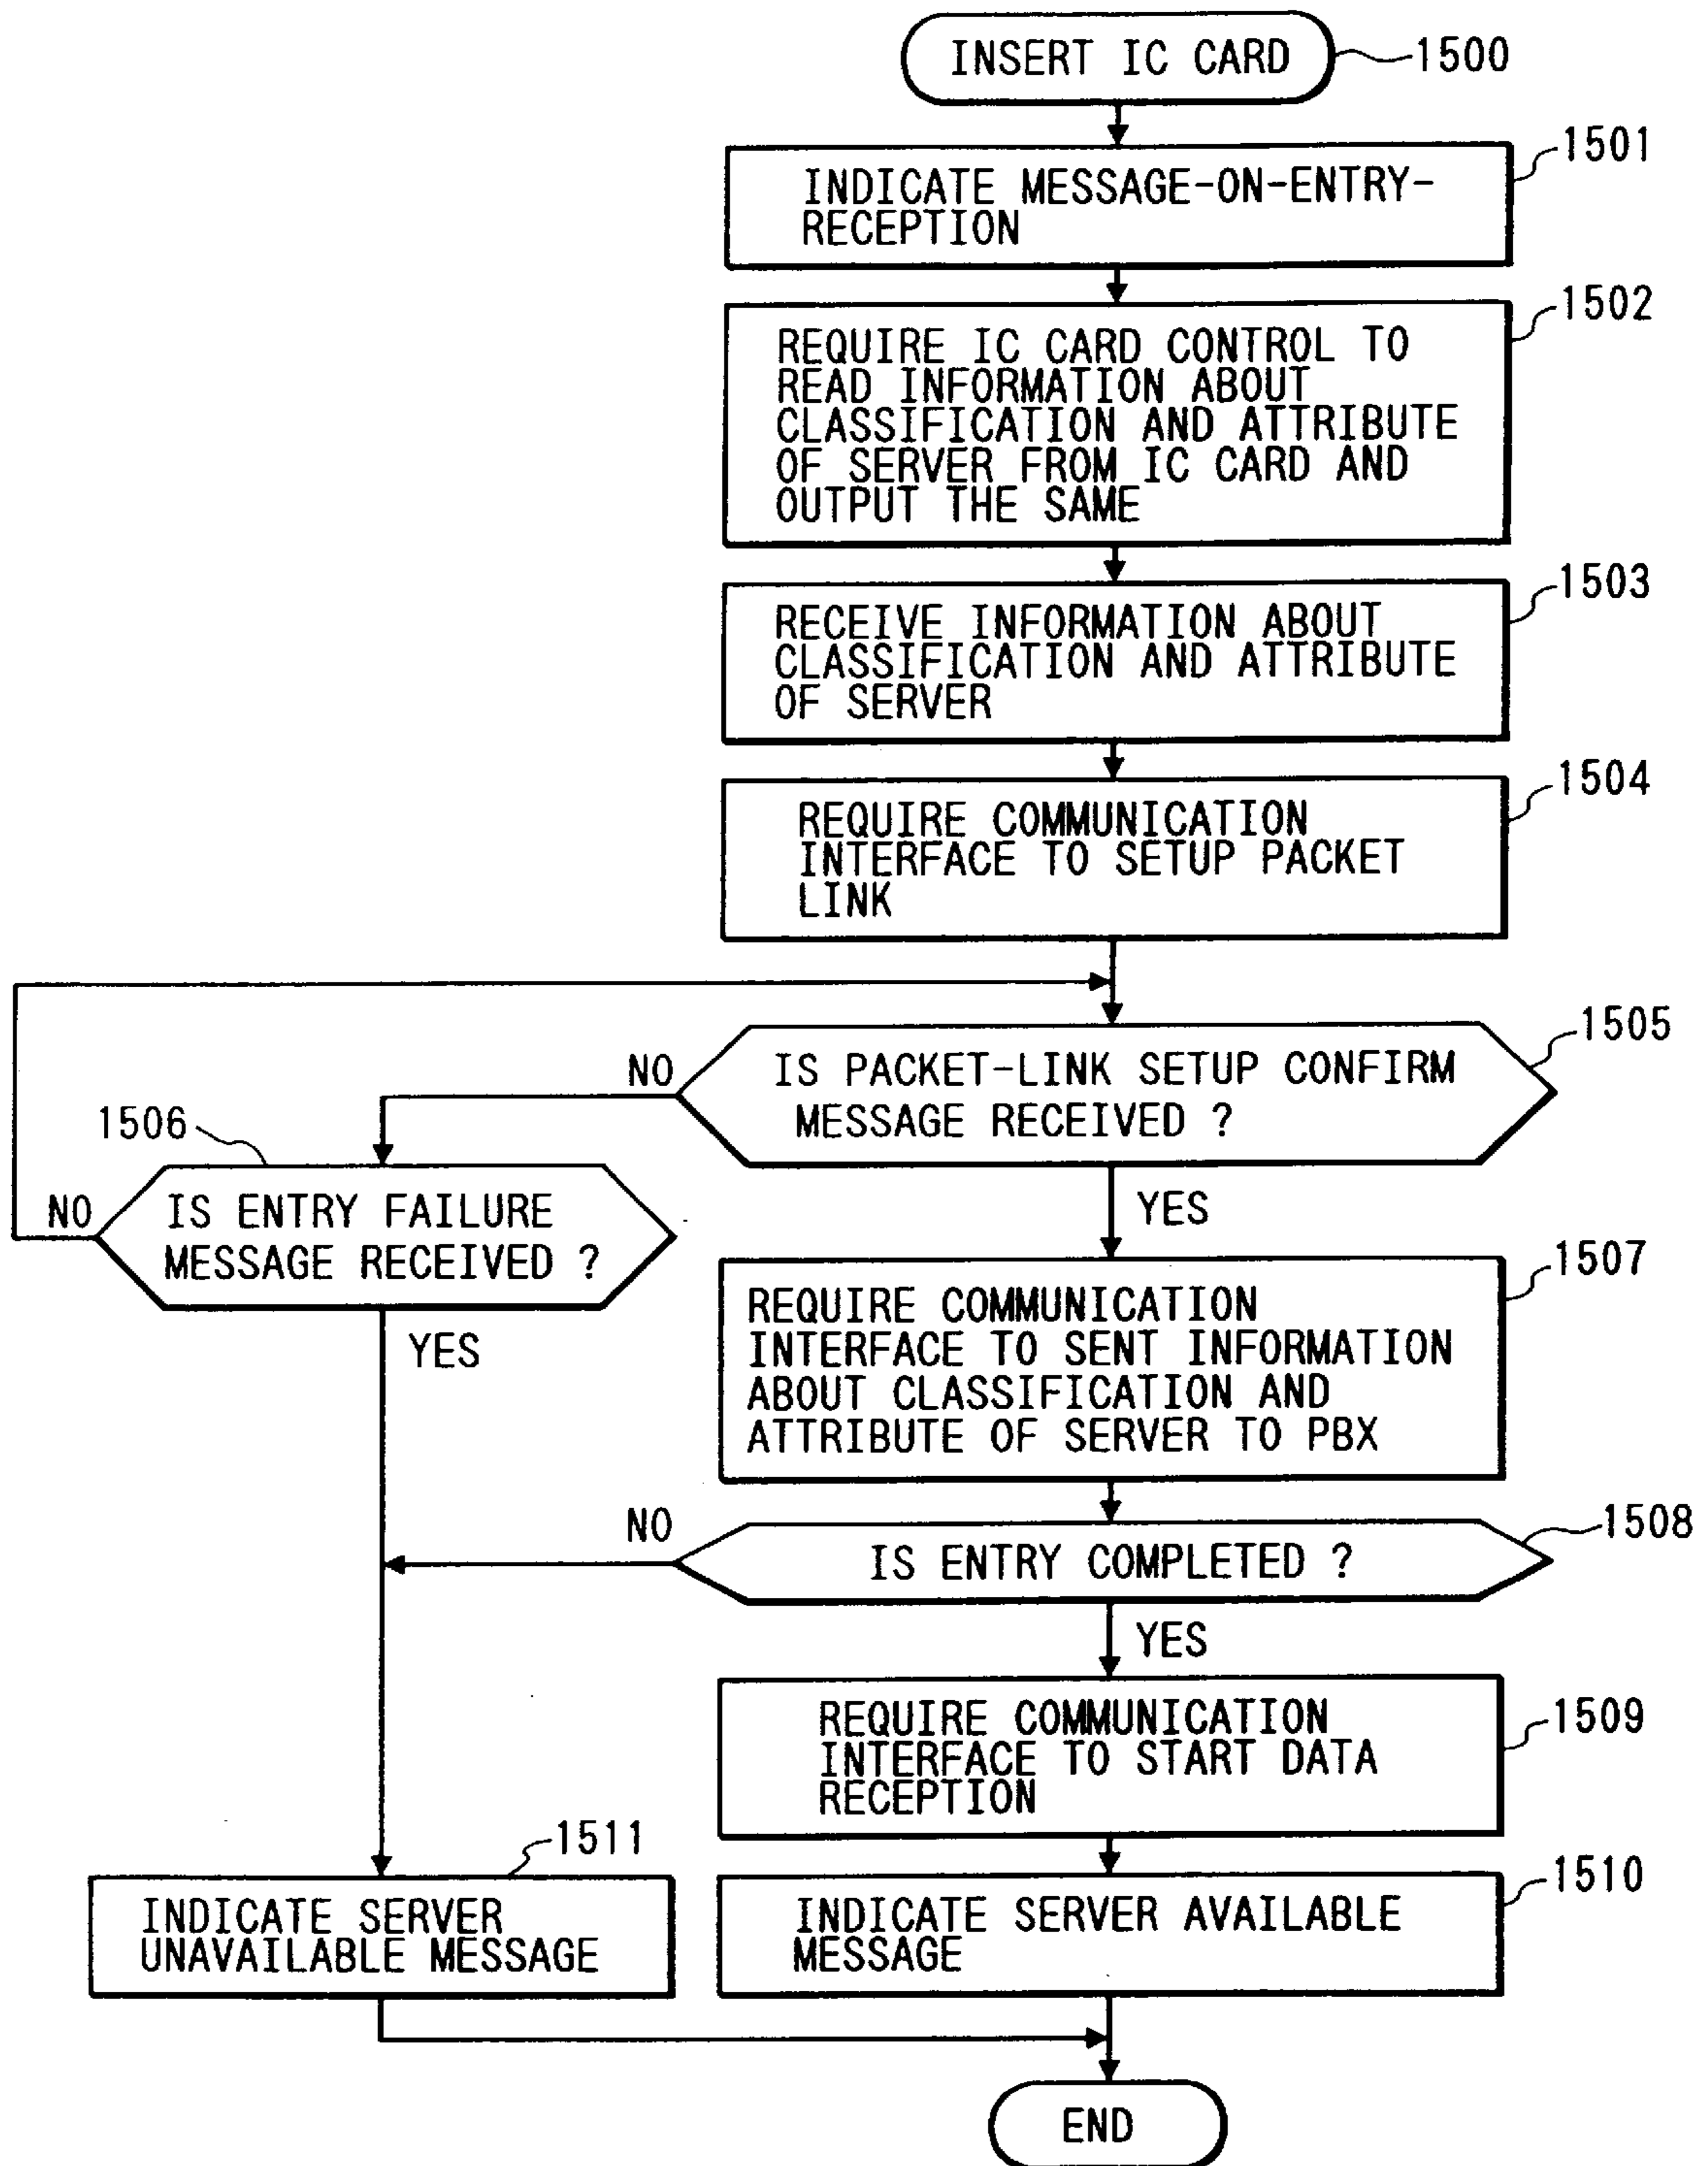 INSERT IC CARD
1500
1501
INDICATE MESSAGE-ON-ENTRY-
RECEPTION
1502
REQUIRE IC CARD CONTROL TO
READ INFORMATION ABOUT
CLASSIFICATION AND ATTRIBUTE
OF SERVER FROM IC CARD AND
OUTPUT THE SAME
1503
RECEIVE INFORMATION ABOUT
CLASSIFICATION AND ATTRIBUTE
OF SERVER
1504
REQUIRE COMMUNICATION
INTERFACE TO SETUP PACKET
LINK
1505
NO
IS PACKET-LINK SETUP CONFIRM
MESSAGE RECEIVED ?
1506
NO
IS ENTRY FAILURE
MESSAGE RECEIVED ?
YES
YES
1507
REQUIRE COMMUNICATION
INTERFACE TO SENT INFORMATION
ABOUT CLASSIFICATION AND
ATTRIBUTE OF SERVER TO PBX
NO
1508
IS ENTRY COMPLETED ?
YES
1509
REQUIRE COMMUNICATION
INTERFACE TO START DATA
RECEPTION
1511
INDICATE SERVER
UNAVAILABLE MESSAGE
1510
INDICATE SERVER AVAILABLE
MESSAGE
END